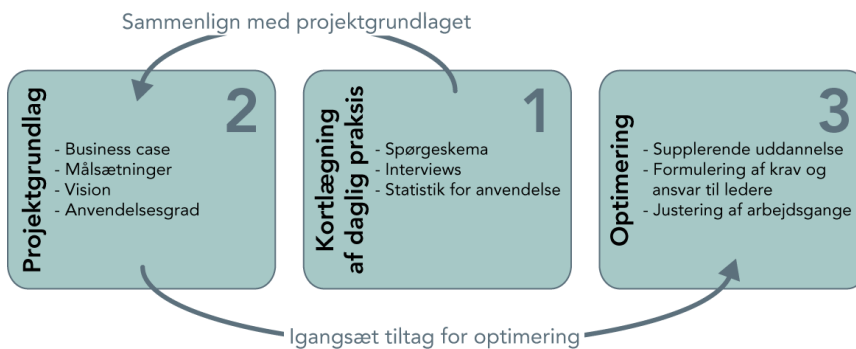 Sammenlign med projektgrundlaget
Projektgrundlag
2
- Business case
- Målsætninger
- Vision
- Anvendelsesgrad
Kortlægning
af daglig praksis
1
- Spørgeskema
- Interviews
- Statistik for anvendelse
Optimering
3
- Supplerende uddannelse
- Formulering af krav og
ansvar til ledere
- Justering af arbejdsgange
Igangsæt tiltag for optimering